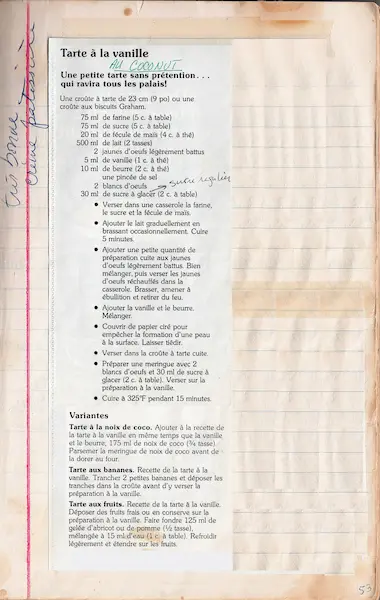 Très bonne
crème patissière
Tarte à la vanille
AU COCONUT
Une petite tarte sans prétention...
qui ravira tous les palais!
Une croûte à tarte de 23 cm (9 po) ou une
croûte aux biscuits Graham.
75 ml de farine (5 c. à table)
75 ml de sucre (5 c. à table)
20 ml de fécule de maïs (4 c. à thé)
500 ml de lait (2 tasses)
2 jaunes d'oeufs légèrement battus
5 ml de vanille (1 c. à thé)
10 ml de beurre (2 c. à thé)
une pincée de sel
2 blancs d'oeufs → sucre régulier
30 ml de sucre à glacer (2 c. à table)
• Verser dans une casserole la farine,
le sucre et la fécule de maïs.
• Ajouter le lait graduellement en
brassant occasionnellement. Cuire
5 minutes.
• Ajouter une petite quantité de
préparation cuite aux jaunes
d'oeufs légèrement battus. Bien
mélanger, puis verser les jaunes
d'oeufs réchauffés dans la
casserole. Brasser, amener à
ébullition et retirer du feu.
• Ajouter la vanille et le beurre.
Mélanger.
• Couvrir de papier ciré pour
empêcher la formation d'une peau
à la surface. Laisser tiédir.
• Verser dans la croûte à tarte cuite.
• Préparer une meringue avec 2
blancs d'oeufs et 30 ml de sucre à
glacer (2 c. à table). Verser sur la
préparation à la vanille.
• Cuire à 325°F pendant 15 minutes.
Variantes
Tarte à la noix de coco. Ajouter à la recette de
la tarte à la vanille en même temps que la vanille
et le beurre, 175 ml de noix de coco (¾ tasse).
Parsemer la meringue de noix de coco avant de
la dorer au four.
Tarte aux bananes. Recette de la tarte à la
vanille. Trancher 2 petites bananes et déposer les
tranches dans la croûte avant d'y verser la
préparation à la vanille.
Tarte aux fruits. Recette de la tarte à la vanille.
Déposer des fruits frais ou en conserve sur la
préparation à la vanille. Faire fondre 125 ml de
gelée d'abricot ou de pomme (½ tasse),
mélangée à 15 ml d'eau (1 c. à table). Refroidir
légèrement et étendre sur les fruits.
53